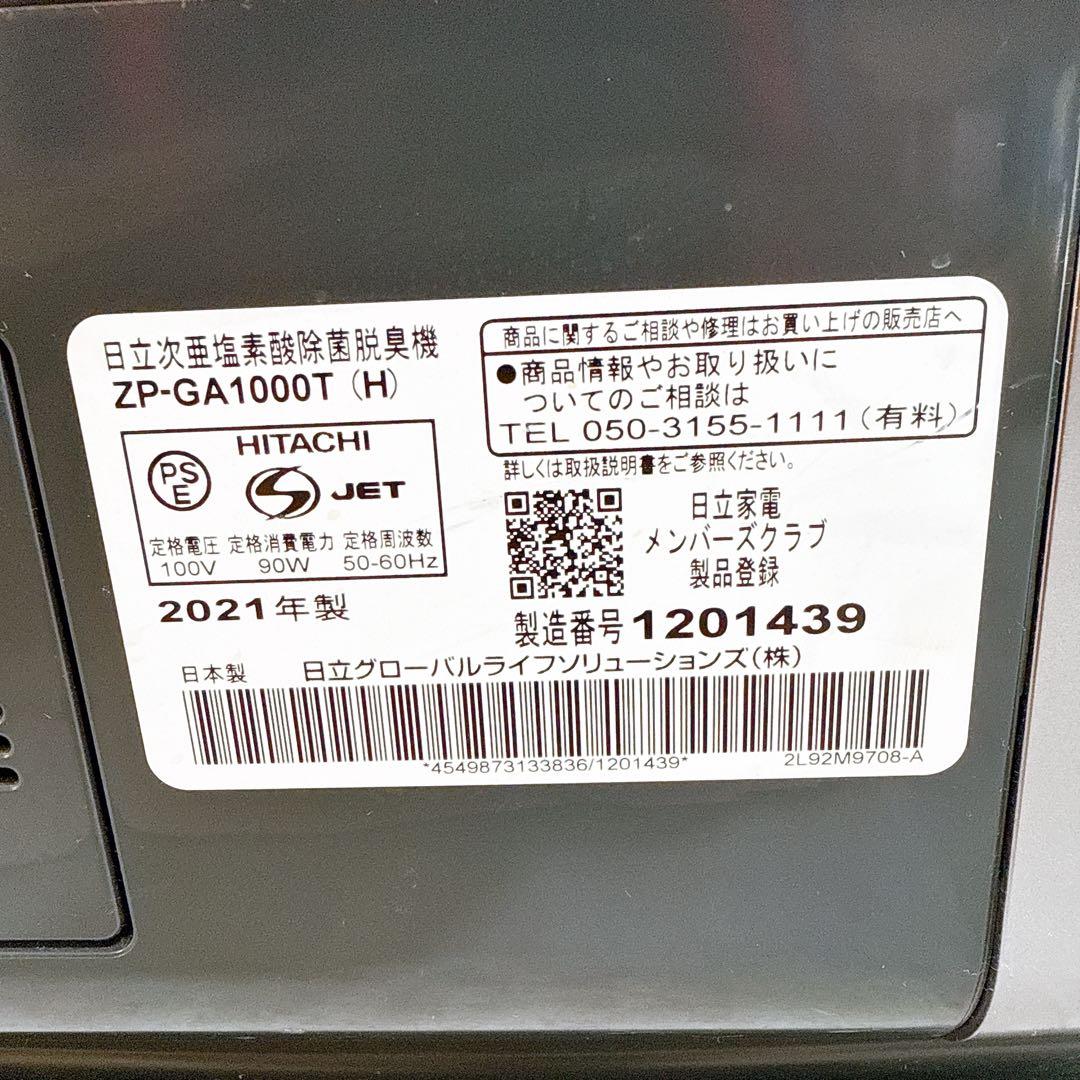 日立次亜塩素酸除菌脱臭機
ZP-GA1000T (H)
HITACHI
PS
E
JET
定格電圧 定格消費電力 定格周波数
100V 90W 50-60Hz
2021年製
商品に関するご相談や修理はお買い上げの販売店へ
●商品情報やお取り扱いに
ついてのご相談は
TEL 050-3155-1111(有料)
詳しくは取扱説明書をご参照ください。
日立家電
メンバーズクラブ
製品登録
製造番号 1201439
日本製 日立グローバルライフソリューションズ(株)
*4549873133836/1201439*
2L92M9708-A